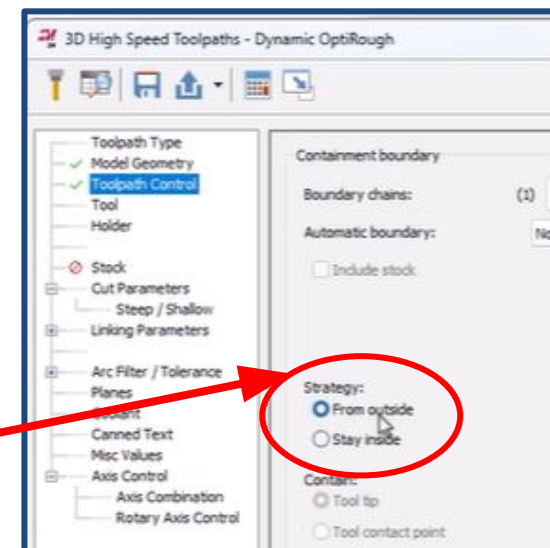 3D High Speed Toolpaths - Dynamic OptiRough
Toolpath Type
Model Geometry
Toolpath Control
Tool
Holder
Stock
Cut Parameters
Steep / Shallow
Linking Parameters
Arc Filter / Tolerance
Planes
Coolant
Canned Text
Misc Values
Axis Control
Axis Combination
Rotary Axis Control
Containment boundary
Boundary chains: (1)
Automatic boundary: No
Include stock
Strategy:
From outside
Stay inside
Contain:
Tool tip
Tool contact point